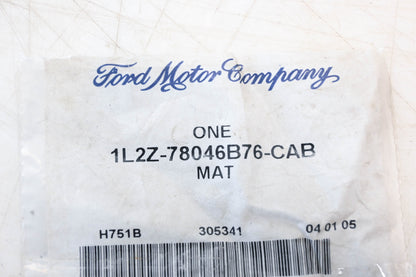 Ford Motor Company
ONE
1L2Z-78046B76-CAB
MAT
H751B 305341 04 01 05